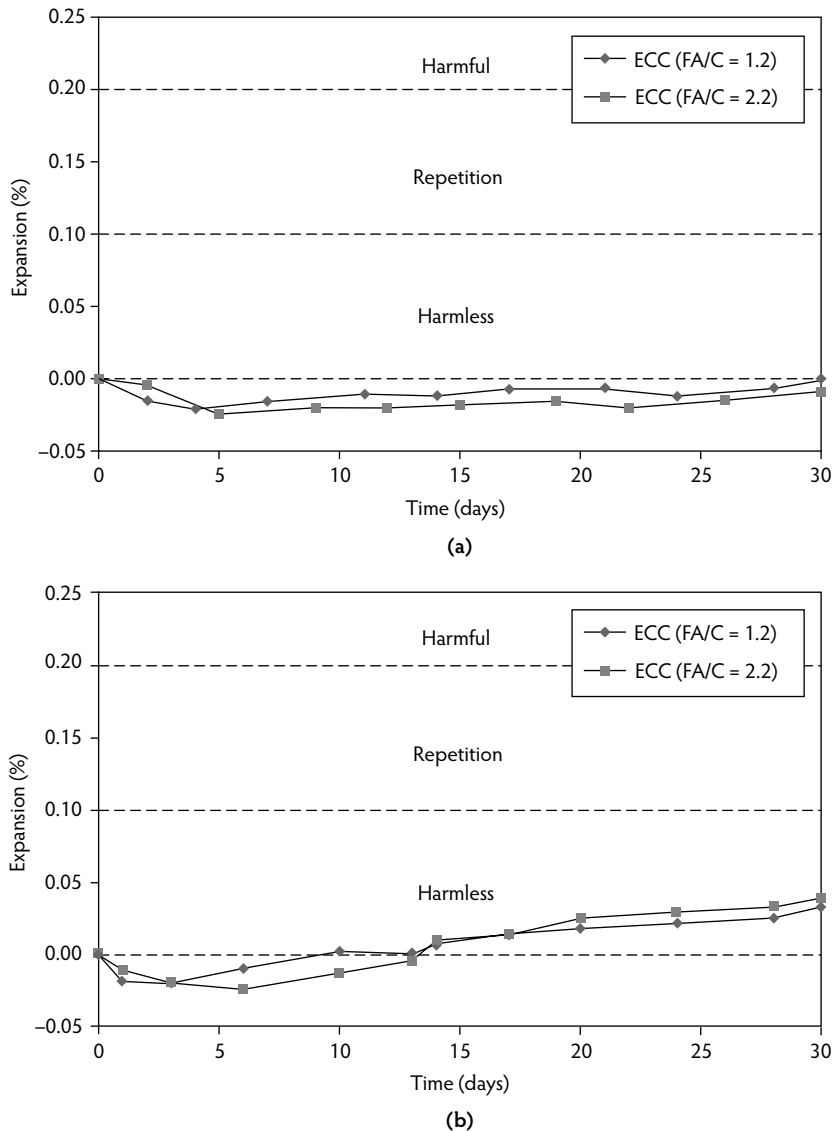 0.25
Harmful
ECC (FA/C = 1.2)
0.20
ECC (FA/C = 2.2)
0.15
Repetition
Expansion (%)
0.10
0.05
Harmless
0.00
−0.05
0
5
10
15
20
25
30
Time (days)
(a)
0.25
Harmful
ECC (FA/C = 1.2)
0.20
ECC (FA/C = 2.2)
0.15
Repetition
Expansion (%)
0.10
0.05
Harmless
0.00
−0.05
0
5
10
15
20
25
30
Time (days)
(b)